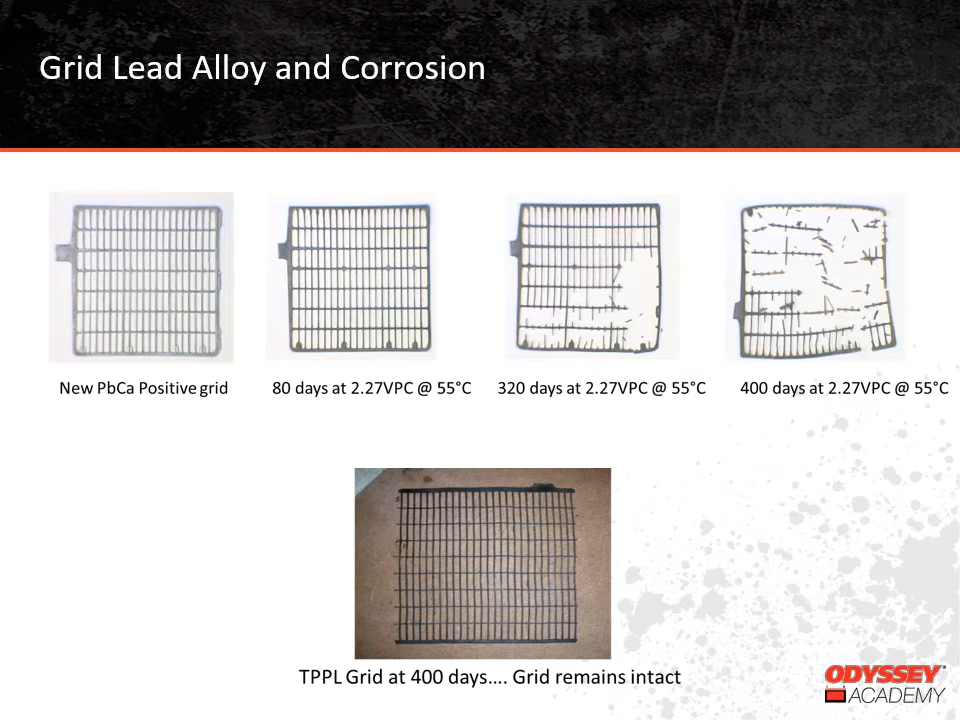 Grid Lead Alloy and Corrosion
New PbCa Positive grid
80 days at 2.27VPC @ 55°C
320 days at 2.27VPC @ 55°C
400 days at 2.27VPC @ 55°C
TPPL Grid at 400 days.... Grid remains intact
ODYSSEY
ACADEMY